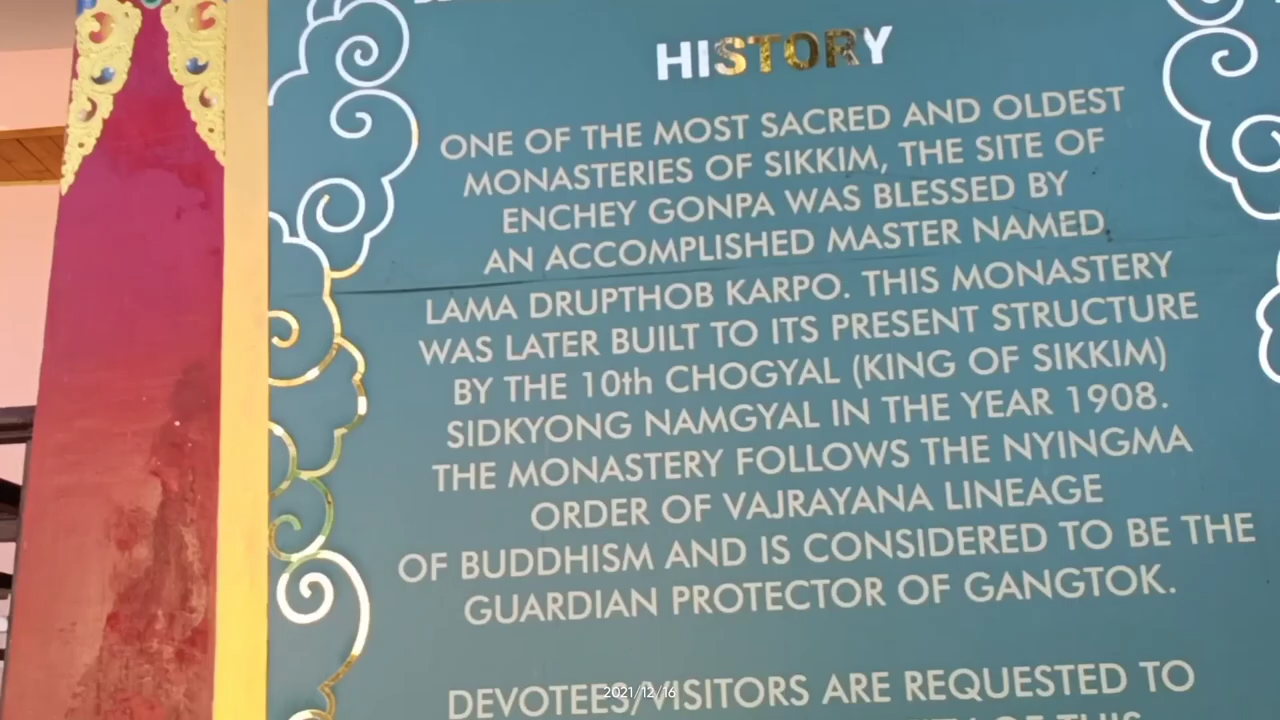 HISTORY
ONE OF THE MOST SACRED AND OLDEST
MONASTERIES OF SIKKIM, THE SITE OF
ENCHEY GONPA WAS BLESSED BY
AN ACCOMPLISHED MASTER NAMED
LAMA DRUPTHOB KARPO. THIS MONASTERY
WAS LATER BUILT TO ITS PRESENT STRUCTURE
BY THE 10th CHOGYAL (KING OF SIKKIM)
SIDKYONG NAMGYAL IN THE YEAR 1908.
THE MONASTERY FOLLOWS THE NYINGMA
ORDER OF VAJRAYANA LINEAGE
OF BUDDHISM AND IS CONSIDERED TO BE THE
GUARDIAN PROTECTOR OF GANGTOK.
DEVOTEES/VISITORS ARE REQUESTED TO
2021/12/16